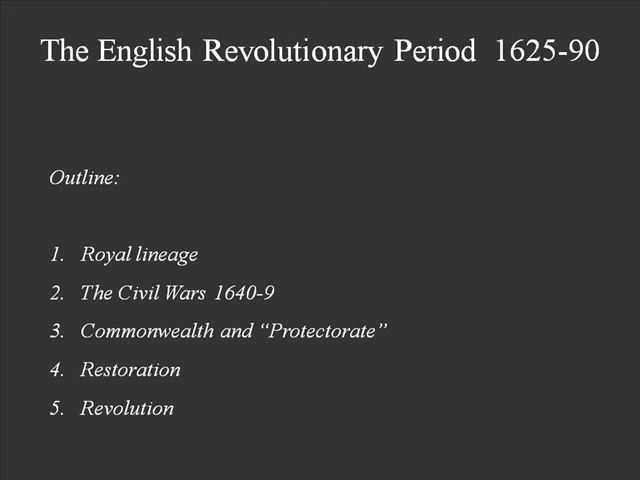 The English Revolutionary Period 1625-90
Outline:
1. Royal lineage
2. The Civil Wars 1640-9
3. Commonwealth and “Protectorate”
4. Restoration
5. Revolution